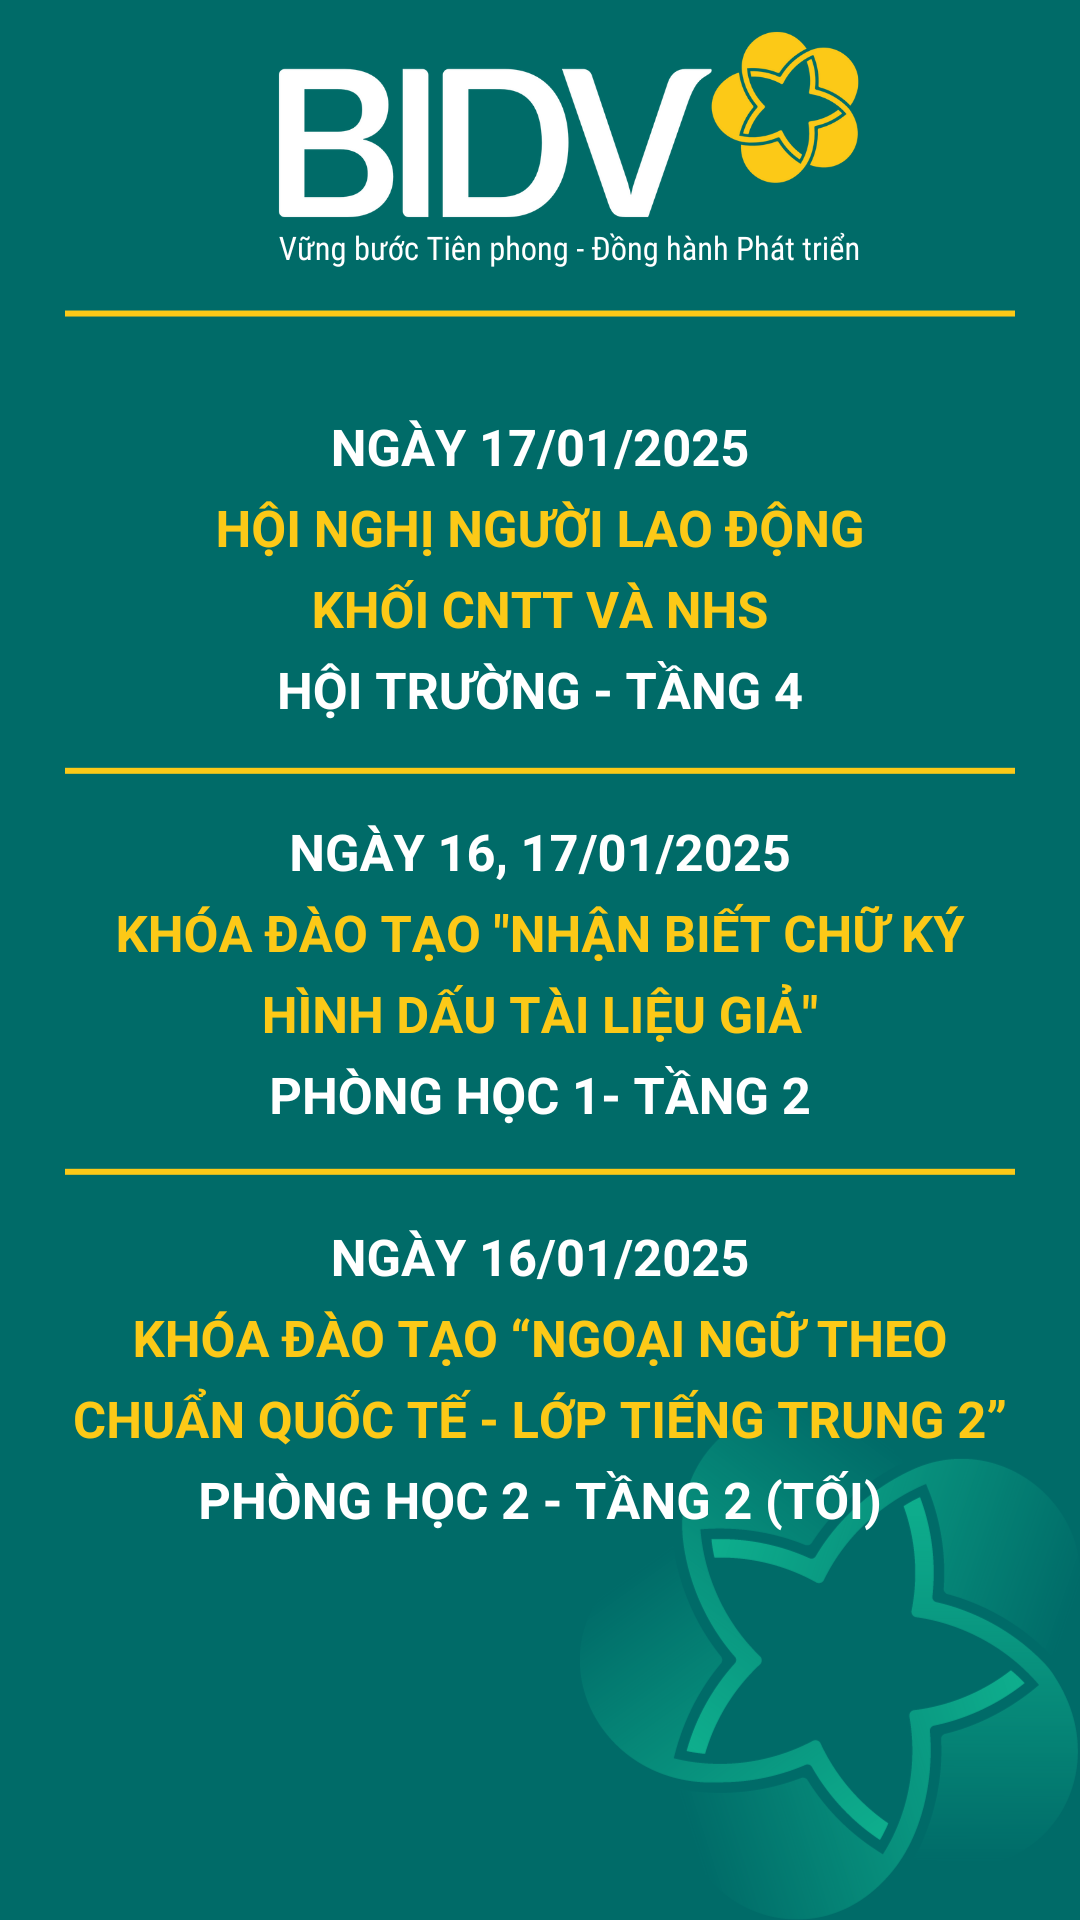 BIDV
Vững bước Tiên phong - Đồng hành Phát triển
NGÀY 17/01/2025
HỘI NGHỊ NGƯỜI LAO ĐỘNG
KHỐI CNTT VÀ NHS
HỘI TRƯỜNG - TẦNG 4
NGÀY 16, 17/01/2025
KHÓA ĐÀO TẠO "NHẬN BIẾT CHỮ KÝ
HÌNH DẤU TÀI LIỆU GIẢ"
PHÒNG HỌC 1- TẦNG 2
NGÀY 16/01/2025
KHÓA ĐÀO TẠO “NGOẠI NGỮ THEO
CHUẨN QUỐC TẾ - LỚP TIẾNG TRUNG 2”
PHÒNG HỌC 2 - TẦNG 2 (TỐI)